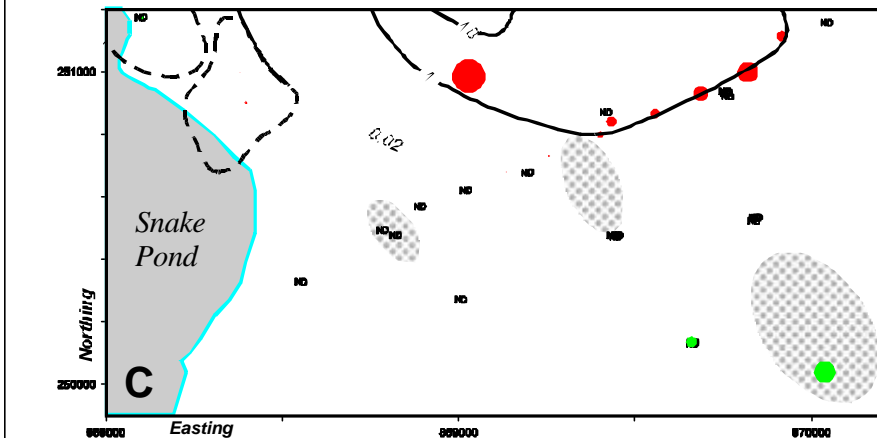 ND
ND
10
251000
1
ND
ND
0.02
ND
ND
ND
Snake
Pond
ND
ND
ND
ND
ND
ND
Northing
ND
C
250000
Easting
869000
870000